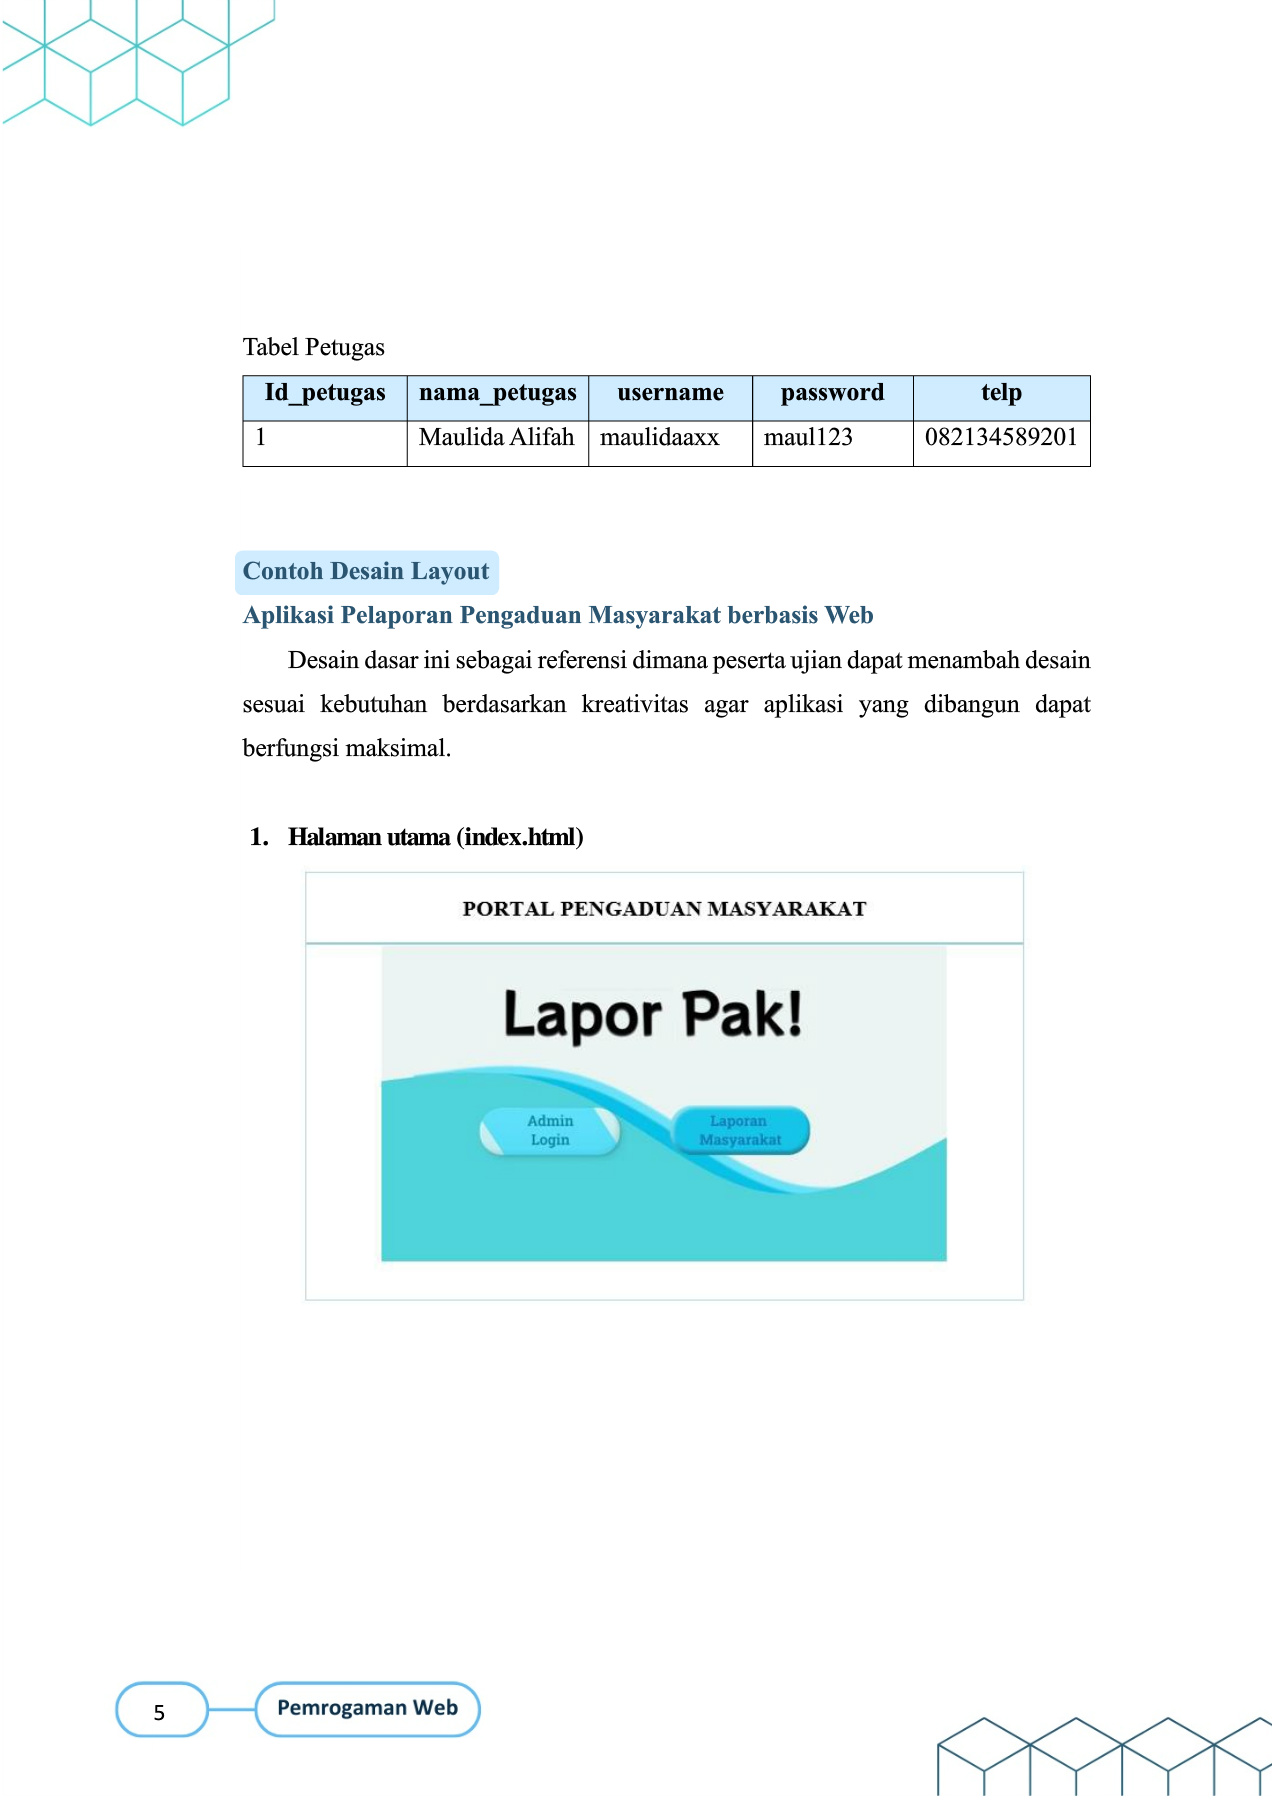 Tabel Petugas
Id_petugas nama_petugas username password telp
1 Maulida Alifah maulidaaxx maul123 082134589201
Contoh Desain Layout
Aplikasi Pelaporan Pengaduan Masyarakat berbasis Web
Desain dasar ini sebagai referensi dimana peserta ujian dapat menambah desain
sesuai kebutuhan berdasarkan kreativitas agar aplikasi yang dibangun dapat
berfungsi maksimal.
1. Halaman utama (index.html)
PORTAL PENGADUAN MASYARAKAT
Lapor Pak!
Admin
Login
Laporan
Masyarakat
5
Pemrogaman Web